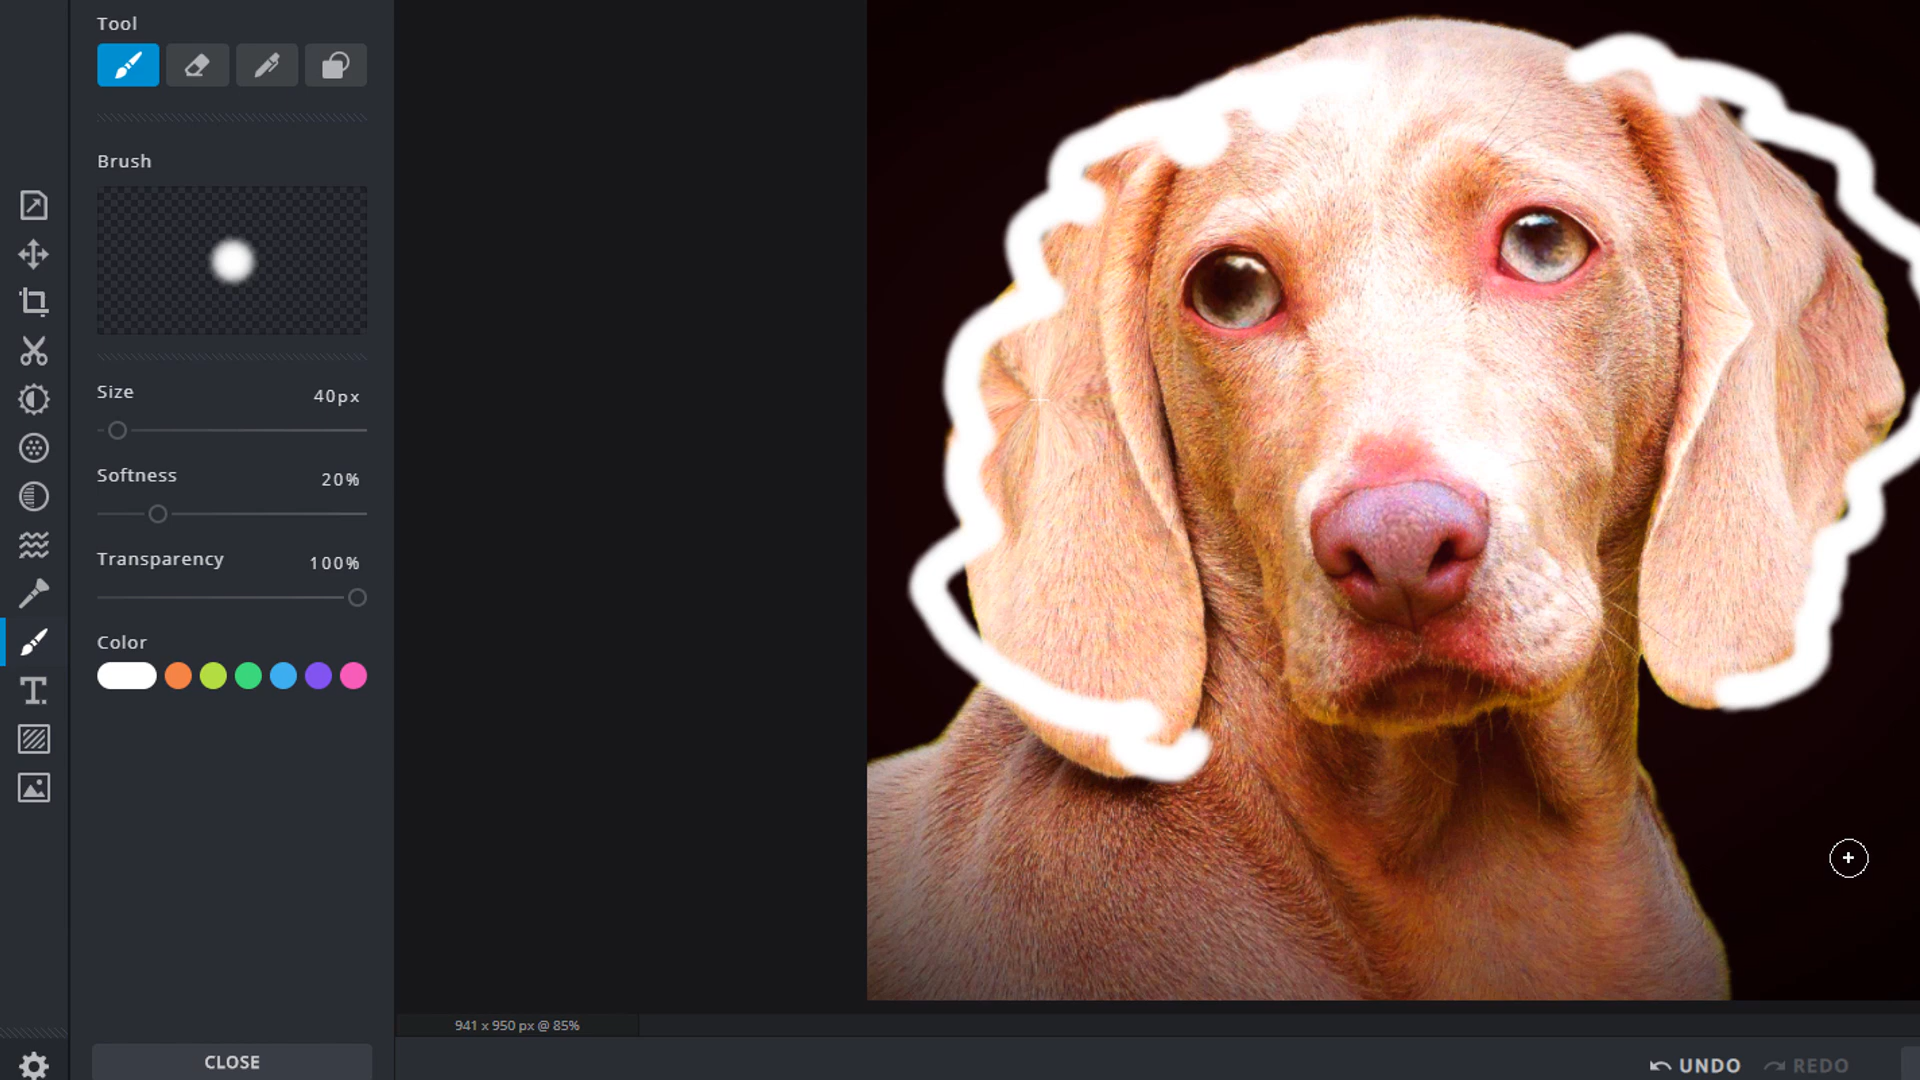 Tool
Brush
Size 40px
Softness 20%
Transparency 100%
Color
T.
CLOSE
941 x 950 px @ 85%
UNDO REDO